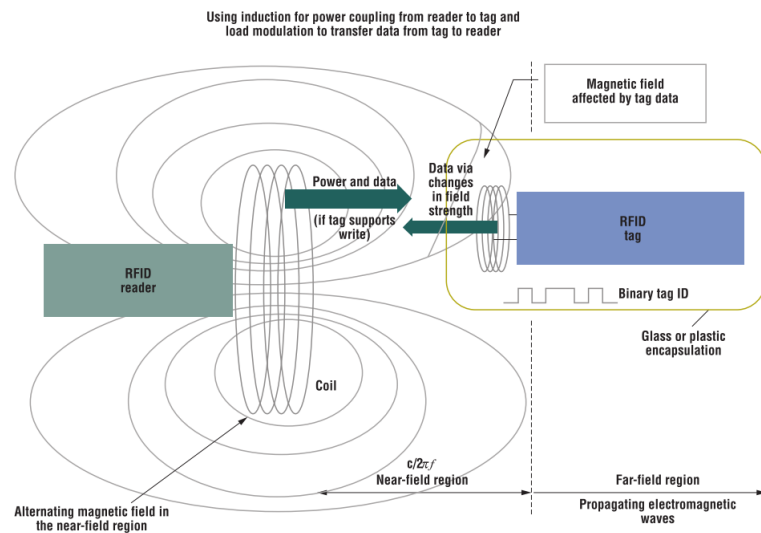 Using induction for power coupling from reader to tag and
load modulation to transfer data from tag to reader
Magnetic field
affected by tag data
Power and data
(if tag supports
write)
Data via
changes
in field
strength
RFID
tag
RFID
reader
Binary tag ID
Glass or plastic
encapsulation
Coil
c/2πf
Near-field region
Far-field region
Propagating electromagnetic
waves
Alternating magnetic field in
the near-field region